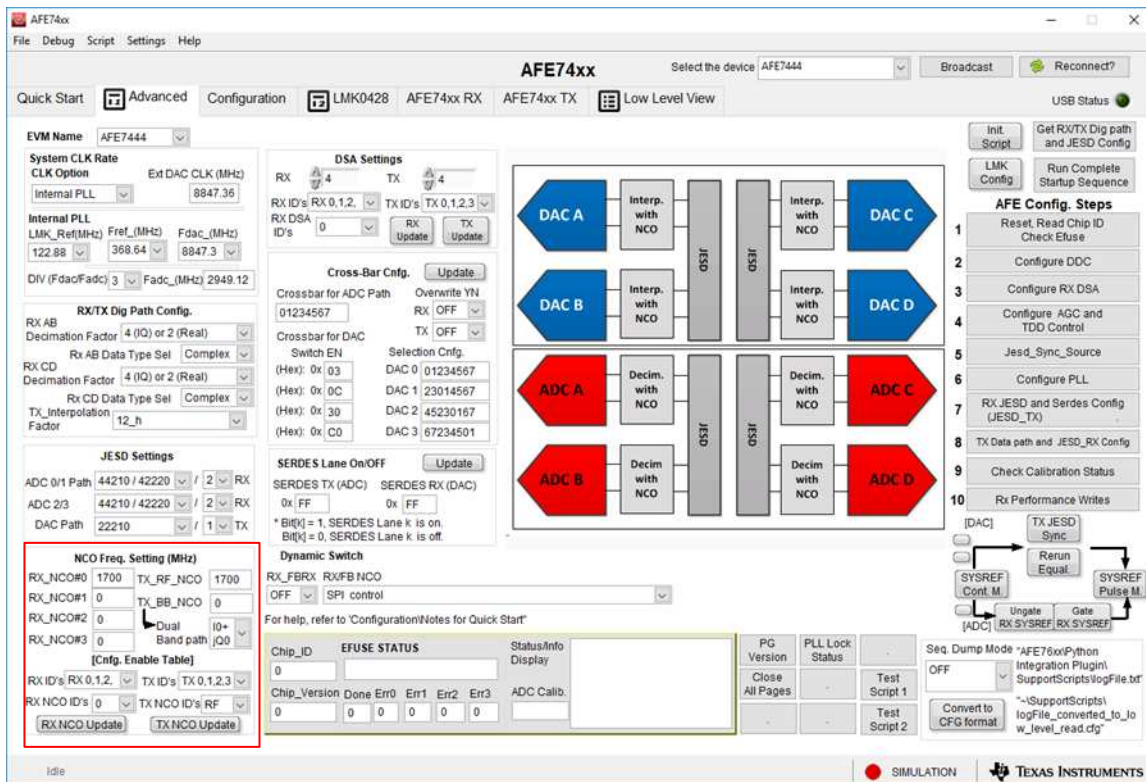 AFE74xx
File Debug Script Settings Help
AFE74xx
Select the device AFE7444
Broadcast
Reconnect?
Quick Start
Advanced
Configuration
LMK0428
AFE74xx RX
AFE74xx TX
Low Level View
USB Status
EVM Name AFE7444
System CLK Rate
CLK Option Ext DAC CLK (MHz)
Internal PLL 8847.36
Internal PLL
LMK_Ref(MHz) Fref_(MHz) Fdac_(MHz)
122.88 368.64 8847.3
DIV (Fdac/Fadc) 3 Fadc_(MHz) 2949.12
RX/TX Dig Path Config.
RX AB
Decimation Factor 4 (IQ) or 2 (Real)
Rx AB Data Type Sel Complex
RX CD
Decimation Factor 4 (IQ) or 2 (Real)
Rx CD Data Type Sel Complex
TX_Interpolation
Factor 12_h
JESD Settings
ADC 0/1 Path 44210 / 42220 / 2 RX
ADC 2/3 44210 / 42220 / 2 RX
DAC Path 22210 / 1 TX
NCO Freq. Setting (MHz)
RX_NCO#0 1700 TX_RF_NCO 1700
RX_NCO#1 0 TX_BB_NCO 0
RX_NCO#2 0 Dual I0+
RX_NCO#3 0 Band path jQ0
[Cnfg. Enable Table]
RX ID's RX 0,1,2, TX ID's TX 0,1,2,3
RX NCO ID's 0 TX NCO ID's RF
RX NCO Update TX NCO Update
DSA Settings
RX 4 TX 4
RX ID's RX 0,1,2, TX ID's TX 0,1,2,3
RX DSA
ID's 0
RX
Update
TX
Update
Cross-Bar Cnfg. Update
Crossbar for ADC Path Overwrite YN
01234567 RX OFF
TX OFF
Crossbar for DAC
Switch EN Selection Cnfg.
(Hex): 0x 03 DAC 0 01234567
(Hex): 0x 0C DAC 1 23014567
(Hex): 0x 30 DAC 2 45230167
(Hex): 0x C0 DAC 3 67234501
SERDES Lane On/OFF Update
SERDES TX (ADC) SERDES RX (DAC)
0x FF 0x FF
* Bit[k] = 1, SERDES Lane k is on.
Bit[k] = 0, SERDES Lane k is off.
Dynamic Switch
RX_FBRX RX/FB NCO
OFF SPI control
For help, refer to 'Configuration\Notes for Quick Start"
Chip_ID EFUSE STATUS
0
Status/Info
Display
Chip_Version Done Err0 Err1 Err2 Err3 ADC Calib.
0 0 0 0 0 0
DAC A
Interp.
with
NCO
JESD
JESD
Interp.
with
NCO
DAC C
DAC B
Interp.
with
NCO
Interp.
with
NCO
DAC D
ADC A
Decim.
with
NCO
JESD
JESD
Decim.
with
NCO
ADC C
ADC B
Decim
with
NCO
Decim
with
NCO
ADC D
PG
Version
PLL Lock
Status
.
Close
All Pages
.
Test
Script 1
.
.
Test
Script 2
Init.
Script
Get RX/TX Dig path
and JESD Config
LMK
Config
Run Complete
Startup Sequence
AFE Config. Steps
1 Reset, Read Chip ID
Check Efuse
2 Configure DDC
3 Configure RX DSA
4 Configure AGC and
TDD Control
5 Jesd_Sync_Source
6 Configure PLL
7 RX JESD and Serdes Config
(JESD_TX)
8 TX Data path and JESD_RX Config
9 Check Calibration Status
10 Rx Performance Writes
[DAC]
TX JESD
Sync
Rerun
Equal.
SYSREF
Cont. M.
SYSREF
Pulse M.
[ADC]
Ungate
RX SYSREF
Gate
RX SYSREF
Seq. Dump Mode
OFF
"AFE76xx\Python
Integration Plugin\
SupportScripts\logFile.txt"
Convert to
CFG format
"~\SupportScripts\
logFile_converted_to_lo
w_level_read.cfg"
Idle
SIMULATION
TEXAS INSTRUMENTS